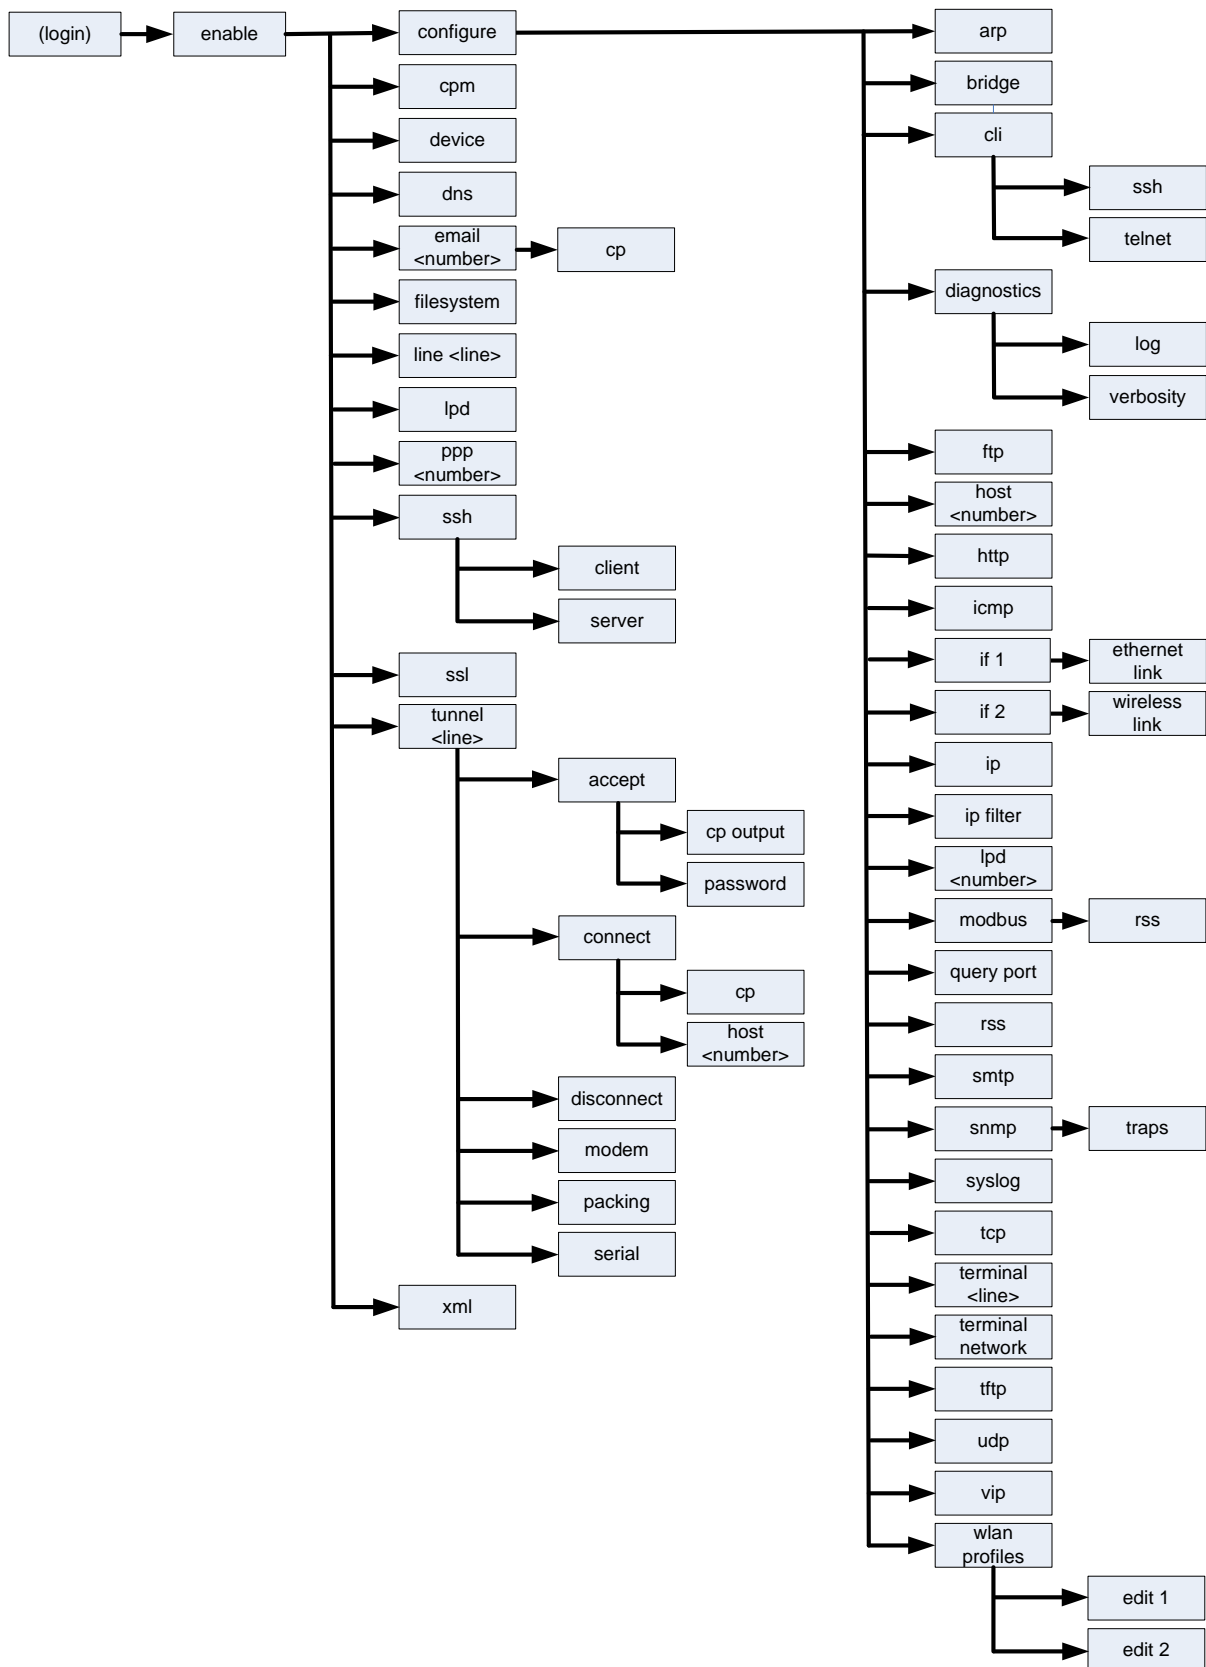 (login)
enable
configure
cpm
device
dns
email
<number>
cp
filesystem
line <line>
lpd
ppp
<number>
ssh
client
server
ssl
tunnel
<line>
accept
cp output
password
connect
cp
host
<number>
disconnect
modem
packing
serial
xml
arp
bridge
cli
ssh
telnet
diagnostics
log
verbosity
ftp
host
<number>
http
icmp
if 1
ethernet
link
if 2
wireless
link
ip
ip filter
lpd
<number>
modbus
rss
query port
rss
smtp
snmp
traps
syslog
tcp
terminal
<line>
terminal
network
tftp
udp
vip
wlan
profiles
edit 1
edit 2